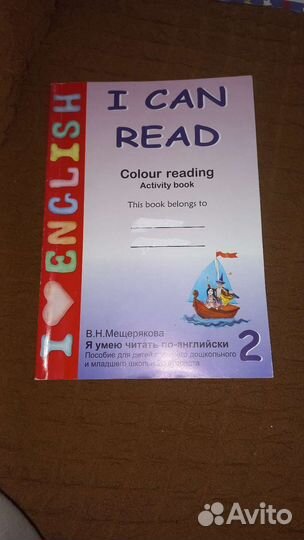 I ♥ ENGLISH
I CAN
READ
Colour reading
Activity book
This book belongs to
В.Н.Мещерякова
Я умею читать по-английски
Пособие для детей дошкольного
и младшего школьного возраста
2
Avito